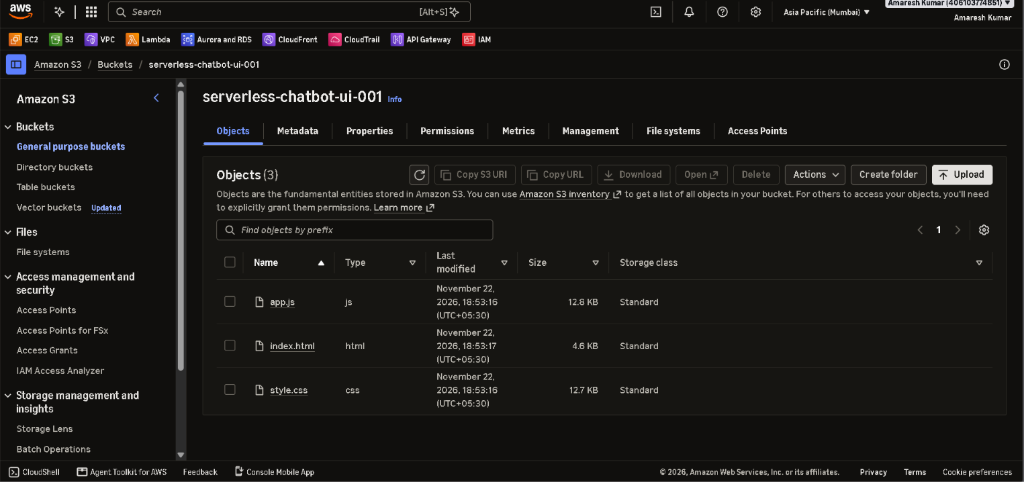 aws
Search [Alt+S]
Asia Pacific (Mumbai)
Amaresh Kumar (406103774851)
Amaresh Kumar
EC2 S3 VPC Lambda Aurora and RDS CloudFront CloudTrail API Gateway IAM
Amazon S3 / Buckets / serverless-chatbot-ui-001
Amazon S3
Buckets
General purpose buckets
Directory buckets
Table buckets
Vector buckets Updated
Files
File systems
Access management and
security
Access Points
Access Points for FSx
Access Grants
IAM Access Analyzer
Storage management and
insights
Storage Lens
Batch Operations
serverless-chatbot-ui-001 Info
Objects Metadata Properties Permissions Metrics Management File systems Access Points
Objects (3)
Copy S3 URI Copy URL Download Open Delete Actions Create folder Upload
Objects are the fundamental entities stored in Amazon S3. You can use Amazon S3 inventory to get a list of all objects in your bucket. For others to access your objects, you'll need
to explicitly grant them permissions. Learn more
Find objects by prefix
1
Name Type Last modified Size Storage class
app.js js November 22, 2026, 18:53:16 (UTC+05:30) 12.8 KB Standard
index.html html November 22, 2026, 18:53:17 (UTC+05:30) 4.6 KB Standard
style.css css November 22, 2026, 18:53:16 (UTC+05:30) 12.7 KB Standard
CloudShell Agent Toolkit for AWS Feedback Console Mobile App
© 2026, Amazon Web Services, Inc. or its affiliates. Privacy Terms Cookie preferences